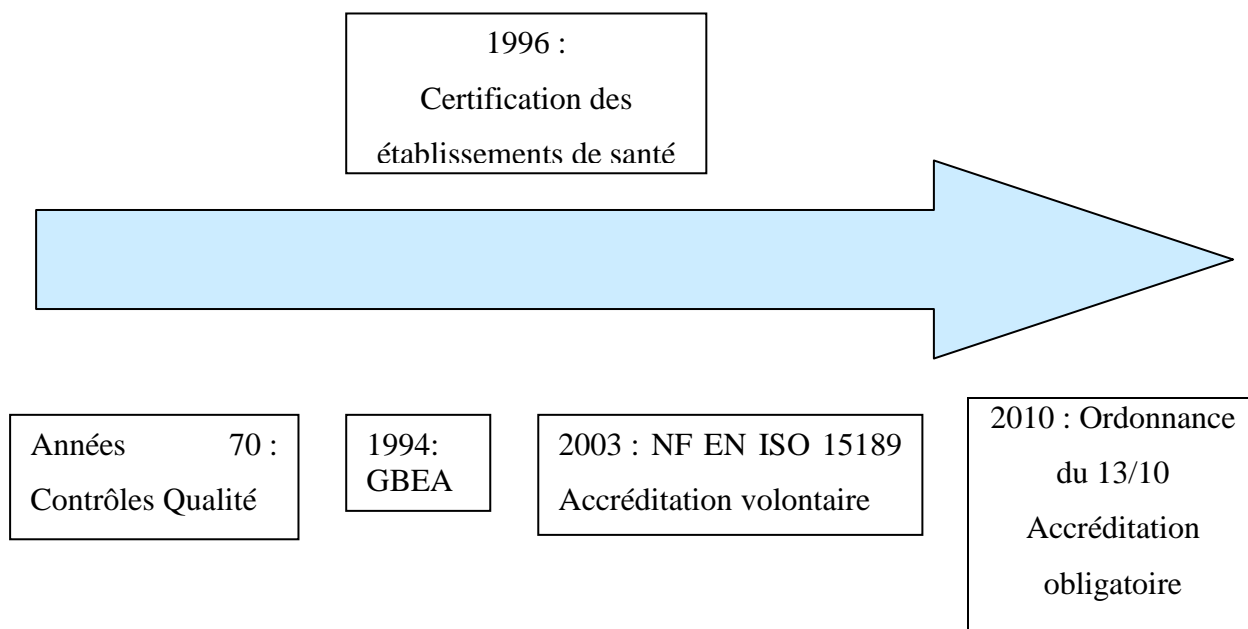 1996 :
Certification des
établissements de santé
Années 70 :
Contrôles Qualité
1994:
GBEA
2003 : NF EN ISO 15189
Accréditation volontaire
2010 : Ordonnance
du 13/10
Accréditation
obligatoire